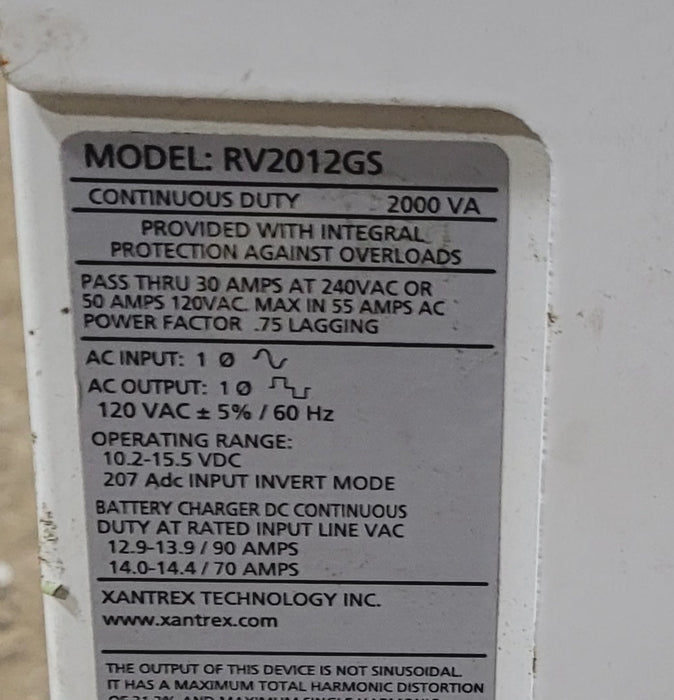 MODEL: RV2012GS
CONTINUOUS DUTY 2000 VA
PROVIDED WITH INTEGRAL
PROTECTION AGAINST OVERLOADS
PASS THRU 30 AMPS AT 240VAC OR
50 AMPS 120VAC. MAX IN 55 AMPS AC
POWER FACTOR .75 LAGGING
AC INPUT: 1 Ø
AC OUTPUT: 1 Ø
120 VAC ± 5% / 60 Hz
OPERATING RANGE:
10.2-15.5 VDC
207 Adc INPUT INVERT MODE
BATTERY CHARGER DC CONTINUOUS
DUTY AT RATED INPUT LINE VAC
12.9-13.9 / 90 AMPS
14.0-14.4 / 70 AMPS
XANTREX TECHNOLOGY INC.
www.xantrex.com
THE OUTPUT OF THIS DEVICE IS NOT SINUSOIDAL.
IT HAS A MAXIMUM TOTAL HARMONIC DISTORTION